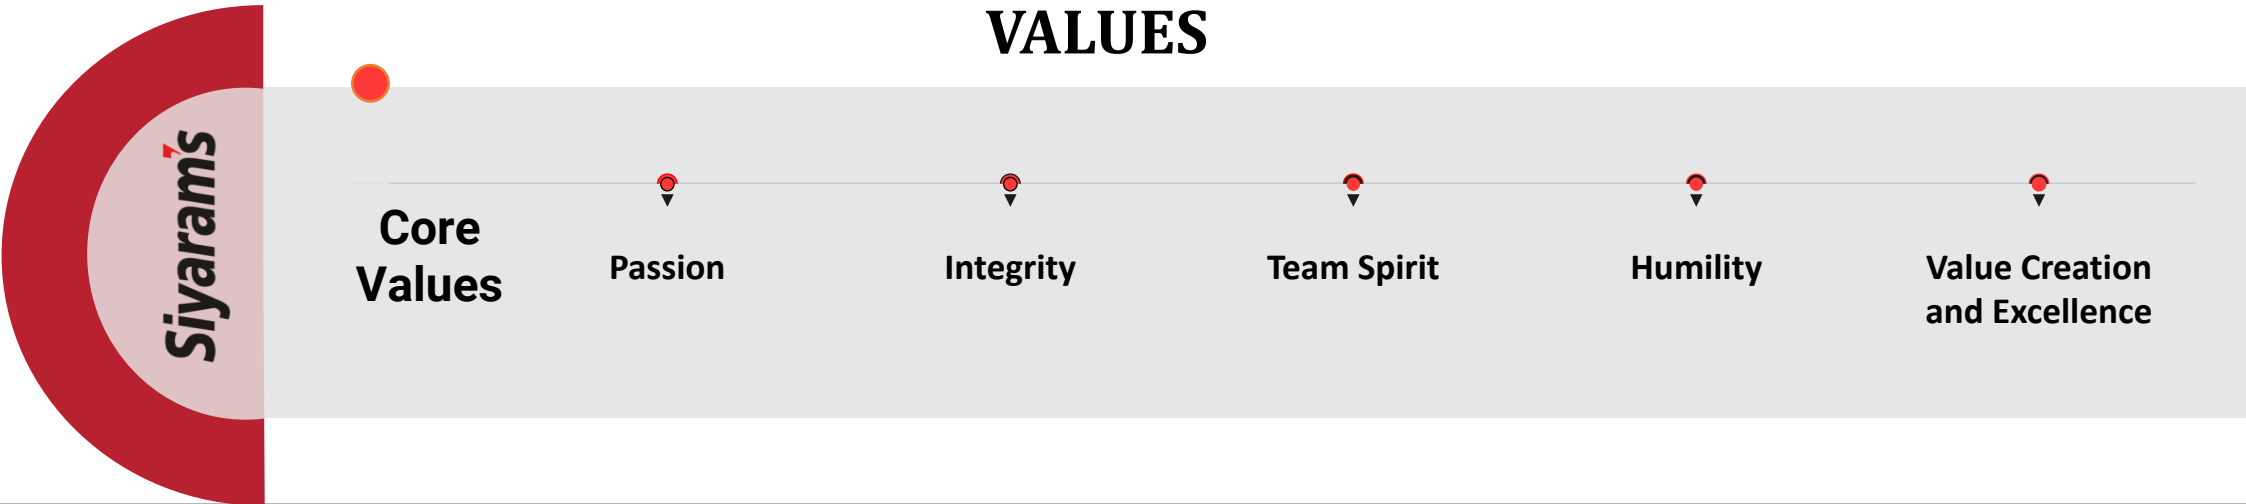 VALUES
Siyaram's
Core
Values
Passion
Integrity
Team Spirit
Humility
Value Creation
and Excellence